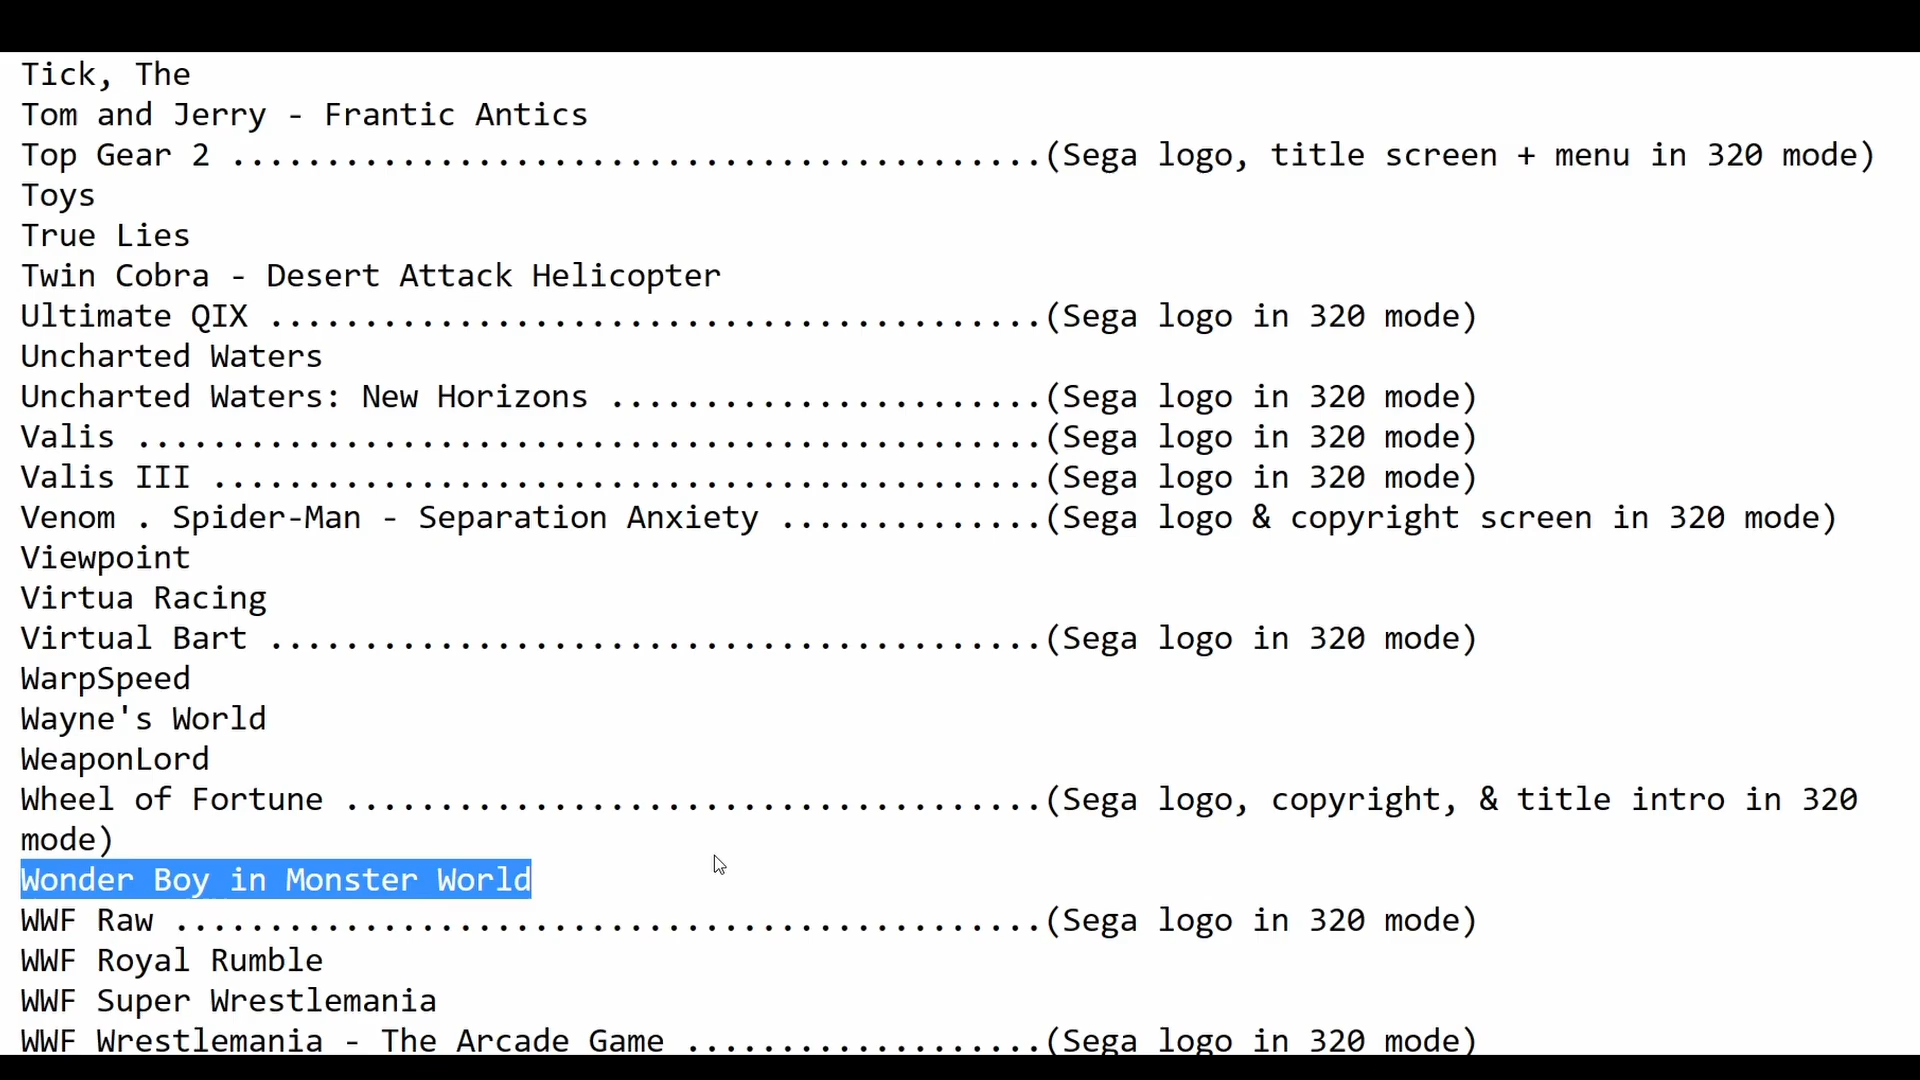 Tick, The
Tom and Jerry - Frantic Antics
Top Gear 2 ...........................................(Sega logo, title screen + menu in 320 mode)
Toys
True Lies
Twin Cobra - Desert Attack Helicopter
Ultimate QIX .........................................(Sega logo in 320 mode)
Uncharted Waters
Uncharted Waters: New Horizons .......................(Sega logo in 320 mode)
Valis ................................................(Sega logo in 320 mode)
Valis III ............................................(Sega logo in 320 mode)
Venom . Spider-Man - Separation Anxiety ..............(Sega logo & copyright screen in 320 mode)
Viewpoint
Virtua Racing
Virtual Bart .........................................(Sega logo in 320 mode)
WarpSpeed
Wayne's World
WeaponLord
Wheel of Fortune .....................................(Sega logo, copyright, & title intro in 320
mode)
Wonder Boy in Monster World
WWF Raw ..............................................(Sega logo in 320 mode)
WWF Royal Rumble
WWF Super Wrestlemania
WWF Wrestlemania - The Arcade Game ...................(Sega logo in 320 mode)